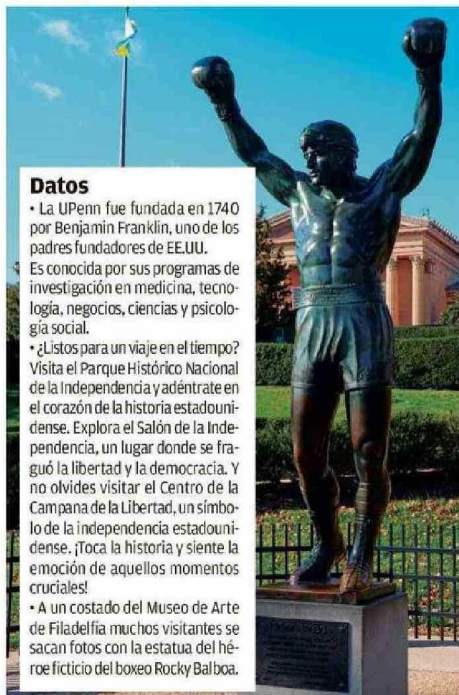 Datos
• La UPenn fue fundada en 1740
por Benjamin Franklin, uno de los
padres fundadores de EE.UU.
Es conocida por sus programas de
investigación en medicina, tecno-
logía, negocios, ciencias y psicolo-
gía social.
• ¿Listos para un viaje en el tiempo?
Visita el Parque Histórico Nacional
de la Independencia y adéntrate en
el corazón de la historia estadouni-
dense. Explora el Salón de la Inde-
pendencia, un lugar donde se fra-
guó la libertad y la democracia. Y
no olvides visitar el Centro de la
Campana de la Libertad, un símbo-
lo de la independencia estadouni-
dense. ¡Toca la historia y siente la
emoción de aquellos momentos
cruciales!
• A un costado del Museo de Arte
de Filadelfia muchos visitantes se
sacan fotos con la estatua del hé-
roe ficticio del boxeo Rocky Balboa.